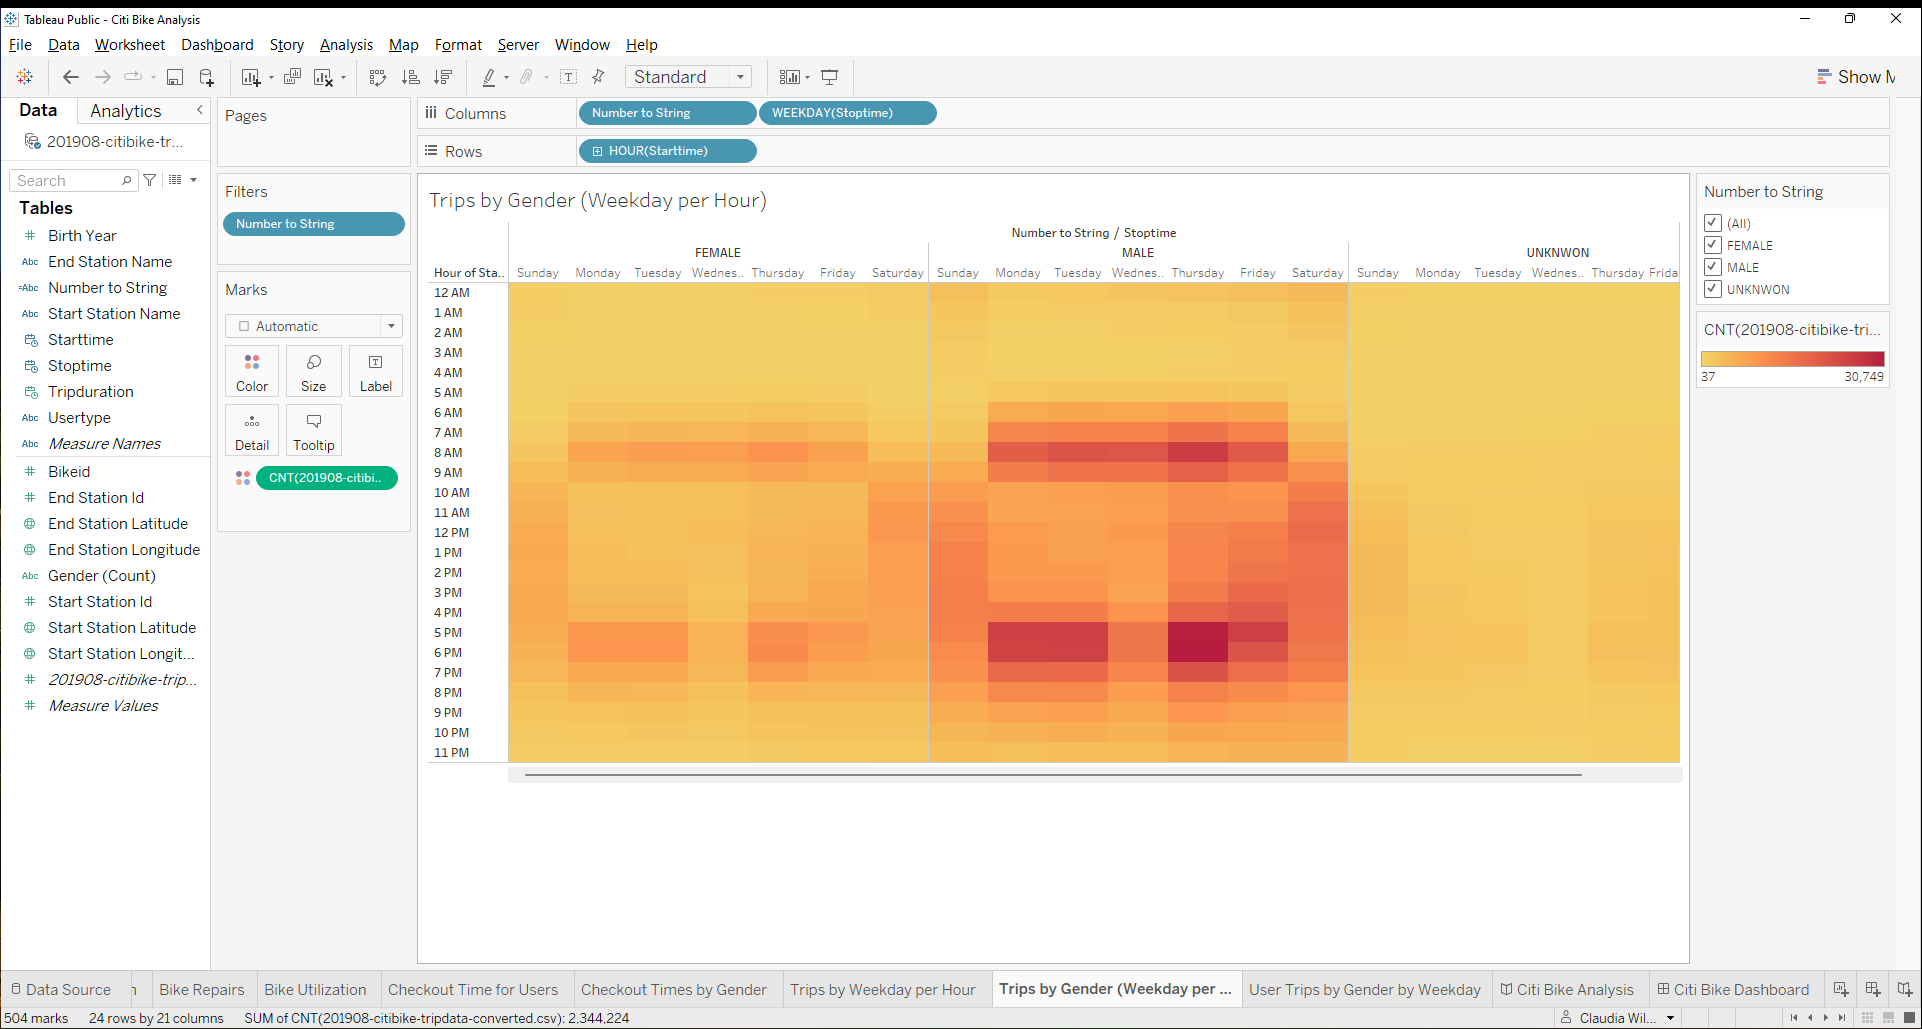 Tableau Public - Citi Bike Analysis
File Data Worksheet Dashboard Story Analysis Map Format Server Window Help
Standard
Show M
Data Analytics
201908-citibike-tr...
Search
Tables
Birth Year
Abc End Station Name
=Abc Number to String
Abc Start Station Name
Starttime
Stoptime
Tripduration
Abc Usertype
Abc Measure Names
Bikeid
End Station Id
End Station Latitude
End Station Longitude
Abc Gender (Count)
Start Station Id
Start Station Latitude
Start Station Longit...
201908-citibike-trip...
Measure Values
Pages
Filters
Number to String
Marks
Automatic
Color Size Label
Detail Tooltip
CNT(201908-citibi..
Columns Number to String WEEKDAY(Stoptime)
Rows HOUR(Starttime)
Trips by Gender (Weekday per Hour)
Number to String / Stoptime
FEMALE MALE UNKNWON
Hour of Sta.. Sunday Monday Tuesday Wednes.. Thursday Friday Saturday Sunday Monday Tuesday Wednes.. Thursday Friday Saturday Sunday Monday Tuesday Wednes.. Thursday Frida
12 AM
1 AM
2 AM
3 AM
4 AM
5 AM
6 AM
7 AM
8 AM
9 AM
10 AM
11 AM
12 PM
1 PM
2 PM
3 PM
4 PM
5 PM
6 PM
7 PM
8 PM
9 PM
10 PM
11 PM
Number to String
(All)
FEMALE
MALE
UNKNWON
CNT(201908-citibike-tri...
37 30,749
Data Source Bike Repairs Bike Utilization Checkout Time for Users Checkout Times by Gender Trips by Weekday per Hour Trips by Gender (Weekday per ... User Trips by Gender by Weekday Citi Bike Analysis Citi Bike Dashboard
504 marks 24 rows by 21 columns SUM of CNT(201908-citibike-tripdata-converted.csv): 2,344,224 Claudia Wil...